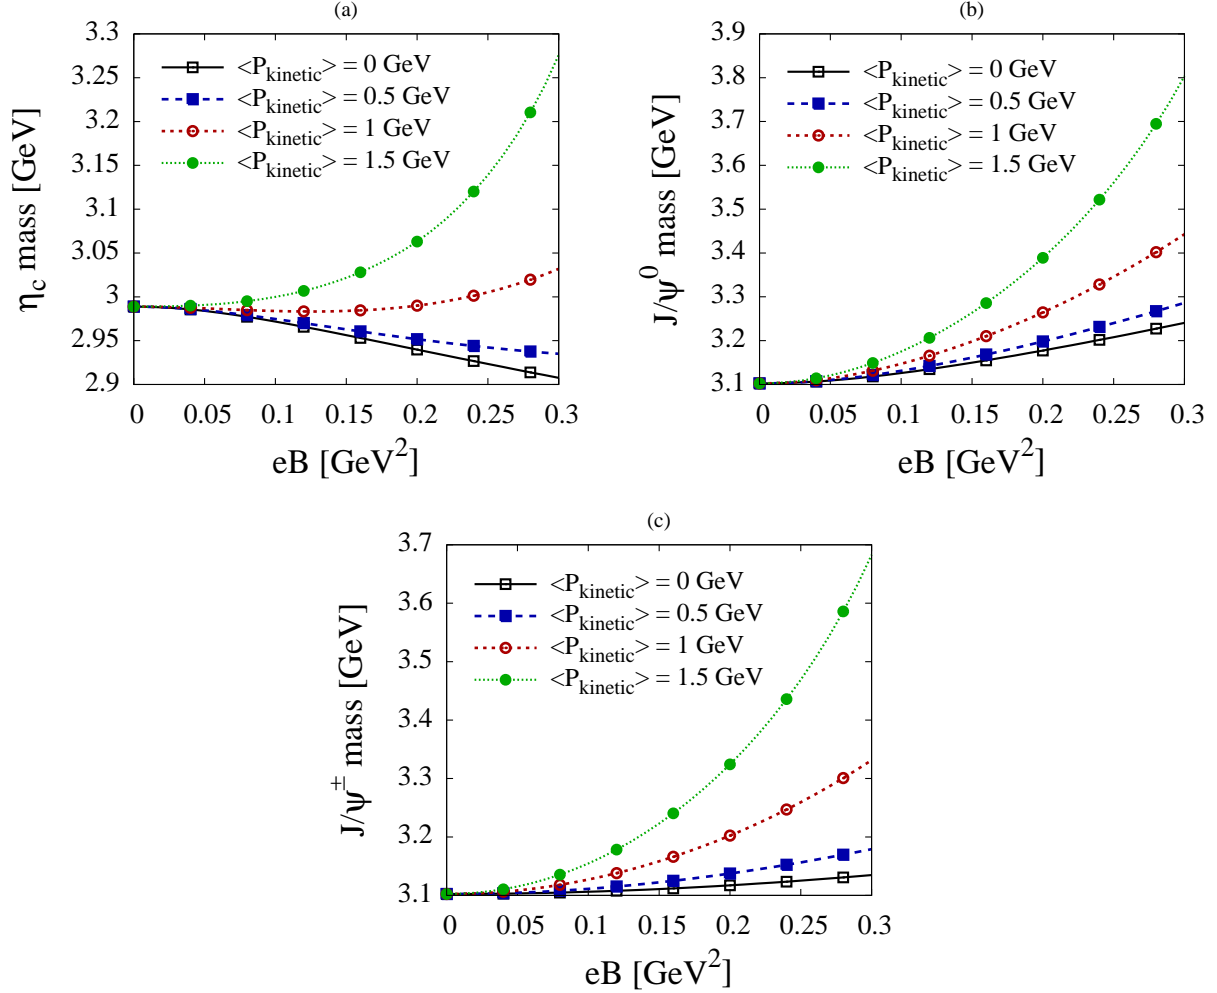 (a)
η_c mass [GeV]
3.3
3.25
3.2
3.15
3.1
3.05
3
2.95
2.9
<P_kinetic> = 0 GeV
<P_kinetic> = 0.5 GeV
<P_kinetic> = 1 GeV
<P_kinetic> = 1.5 GeV
0 0.05 0.1 0.15 0.2 0.25 0.3
eB [GeV^2]
(b)
J/ψ^0 mass [GeV]
3.9
3.8
3.7
3.6
3.5
3.4
3.3
3.2
3.1
<P_kinetic> = 0 GeV
<P_kinetic> = 0.5 GeV
<P_kinetic> = 1 GeV
<P_kinetic> = 1.5 GeV
0 0.05 0.1 0.15 0.2 0.25 0.3
eB [GeV^2]
(c)
J/ψ^± mass [GeV]
3.7
3.6
3.5
3.4
3.3
3.2
3.1
<P_kinetic> = 0 GeV
<P_kinetic> = 0.5 GeV
<P_kinetic> = 1 GeV
<P_kinetic> = 1.5 GeV
0 0.05 0.1 0.15 0.2 0.25 0.3
eB [GeV^2]